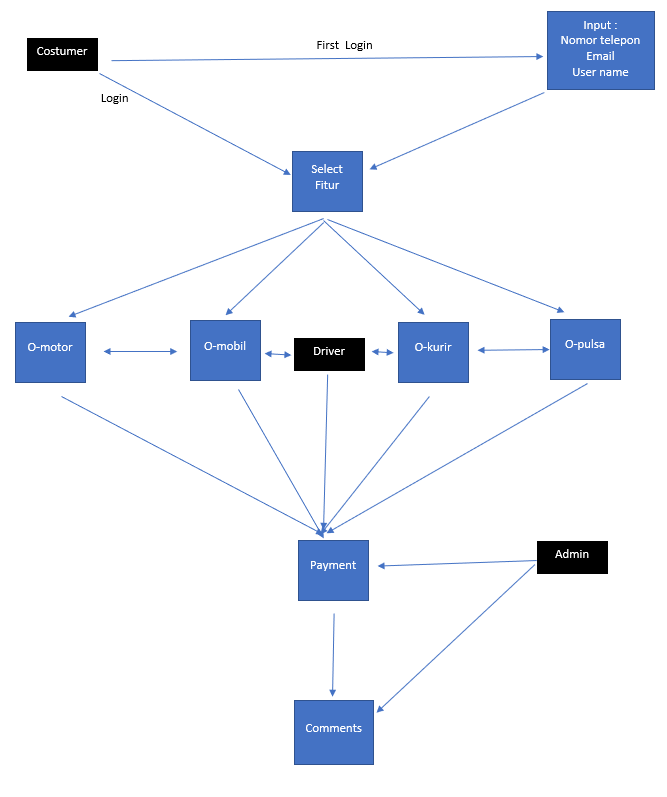 Costumer
First Login
Input :
Nomor telepon
Email
User name
Login
Select
Fitur
O-motor
O-mobil
Driver
O-kurir
O-pulsa
Payment
Admin
Comments